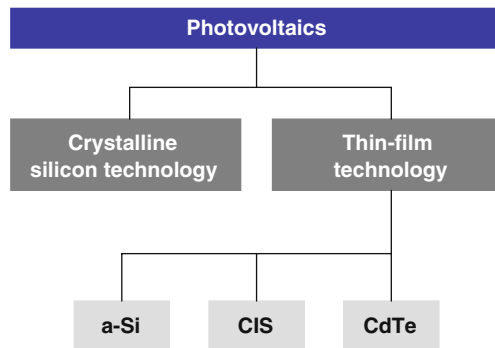 Photovoltaics
Crystalline
silicon technology
Thin-film
technology
a-Si
CIS
CdTe